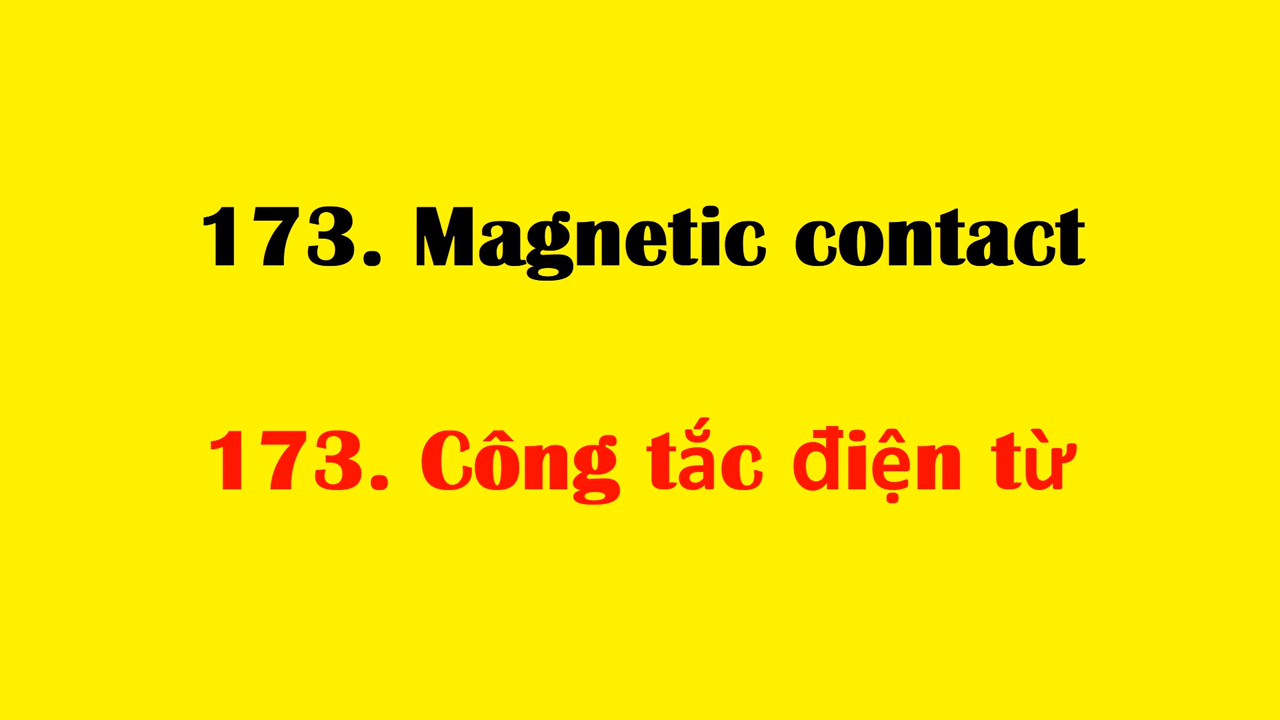 173. Magnetic contact
173. Công tắc điện từ